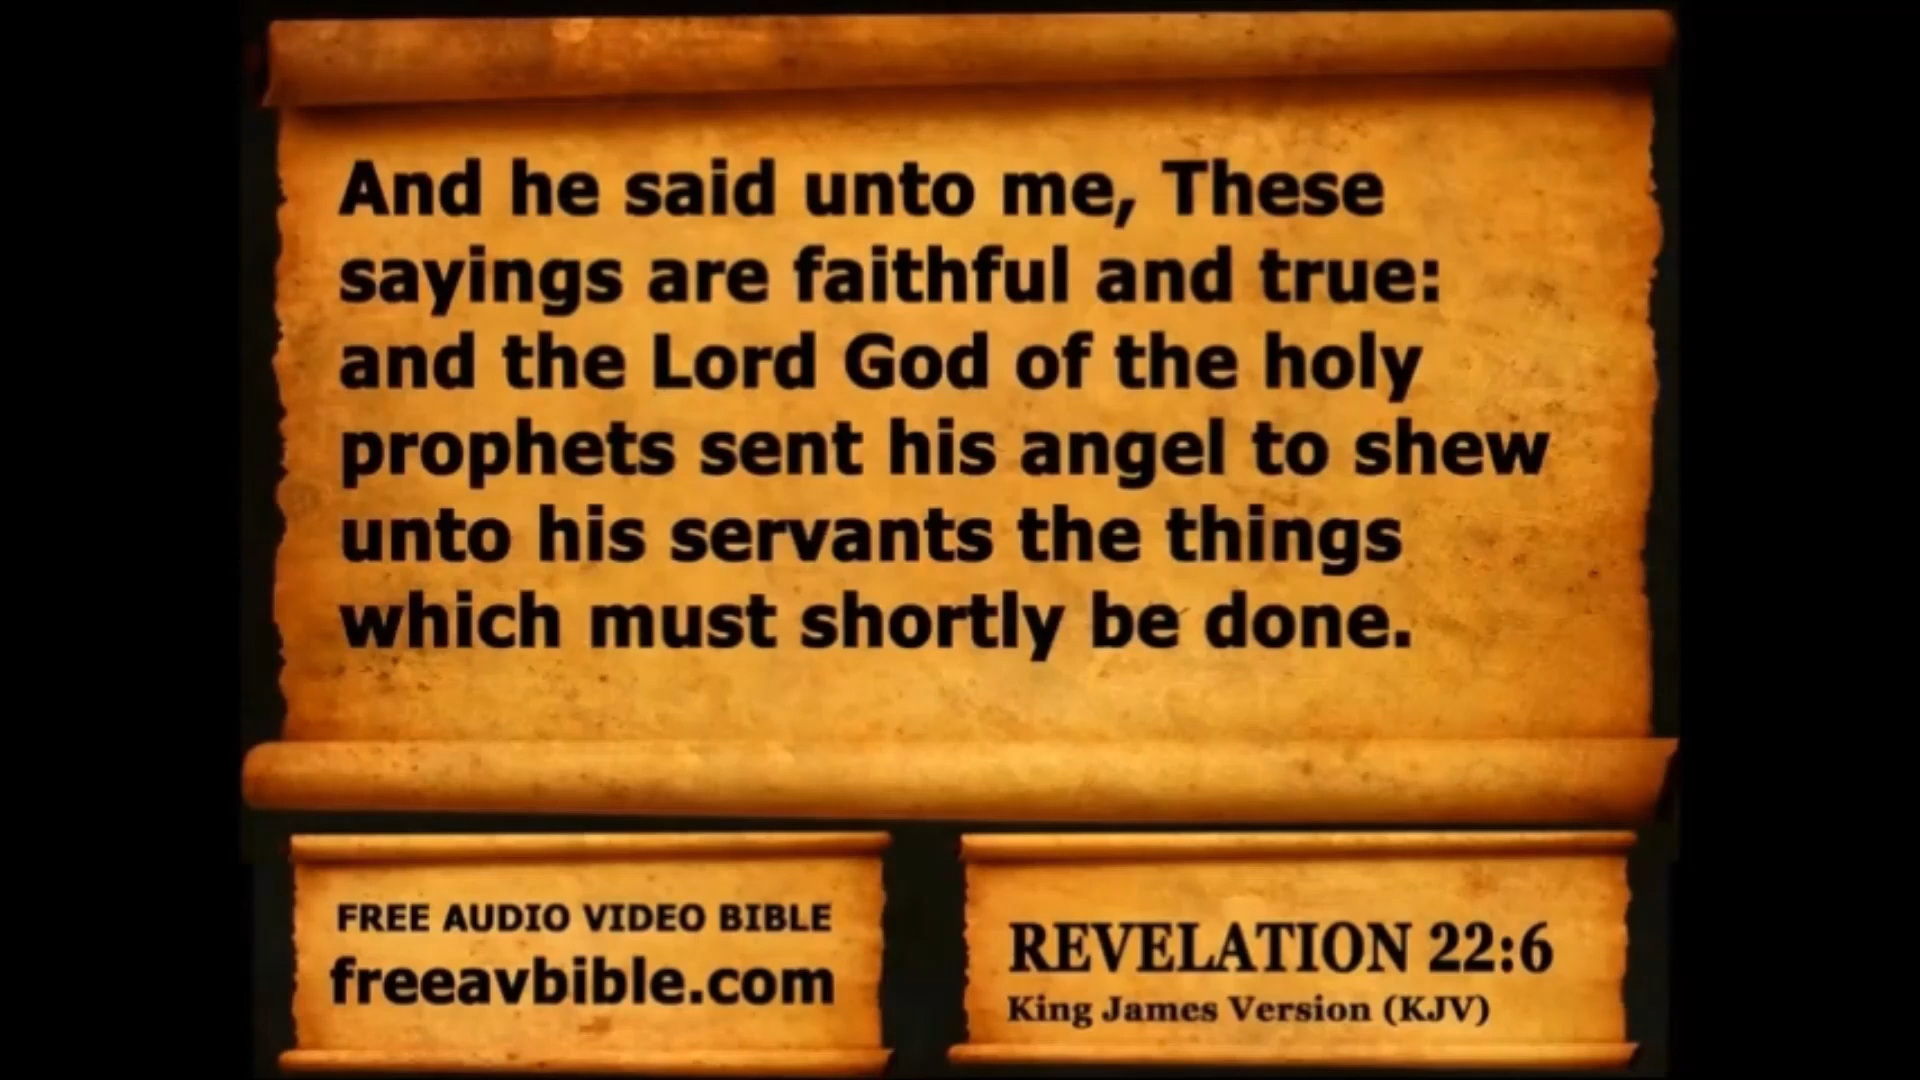 And he said unto me, These
sayings are faithful and true:
and the Lord God of the holy
prophets sent his angel to shew
unto his servants the things
which must shortly be done.
FREE AUDIO VIDEO BIBLE
freeavbible.com
REVELATION 22:6
King James Version (KJV)